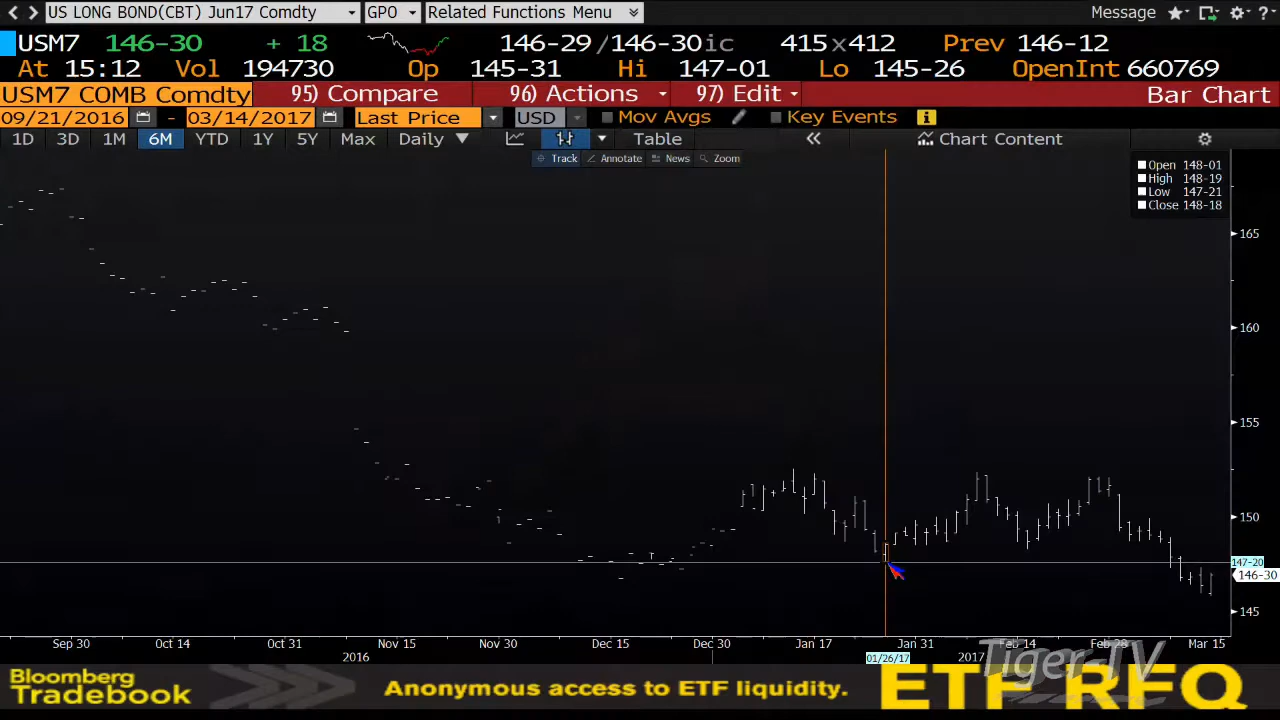 US LONG BOND(CBT) Jun17 Comdty GPO Related Functions Menu Message ?
USM7 146-30 + 18 146-29/146-30ic 415x412 Prev 146-12
At 15:12 Vol 194730 Op 145-31 Hi 147-01 Lo 145-26 OpenInt 660769
USM7 COMB Comdty 95) Compare 96) Actions 97) Edit Bar Chart
09/21/2016 - 03/14/2017 Last Price USD Mov Avgs Key Events i
1D 3D 1M 6M YTD 1Y 5Y Max Daily Table « Chart Content
Track Annotate News Zoom
Open 148-01
High 148-19
Low 147-21
Close 148-18
165
160
155
150
147-20
146-30
145
Sep 30 Oct 14 Oct 31 Nov 15 Nov 30 Dec 15 Dec 30 Jan 17 Jan 31 Feb 14 Feb 28 Mar 15
2016 01/26/17 2017
Tiger-TV
Bloomberg
Tradebook
Anonymous access to ETF liquidity.
ETF RFQ